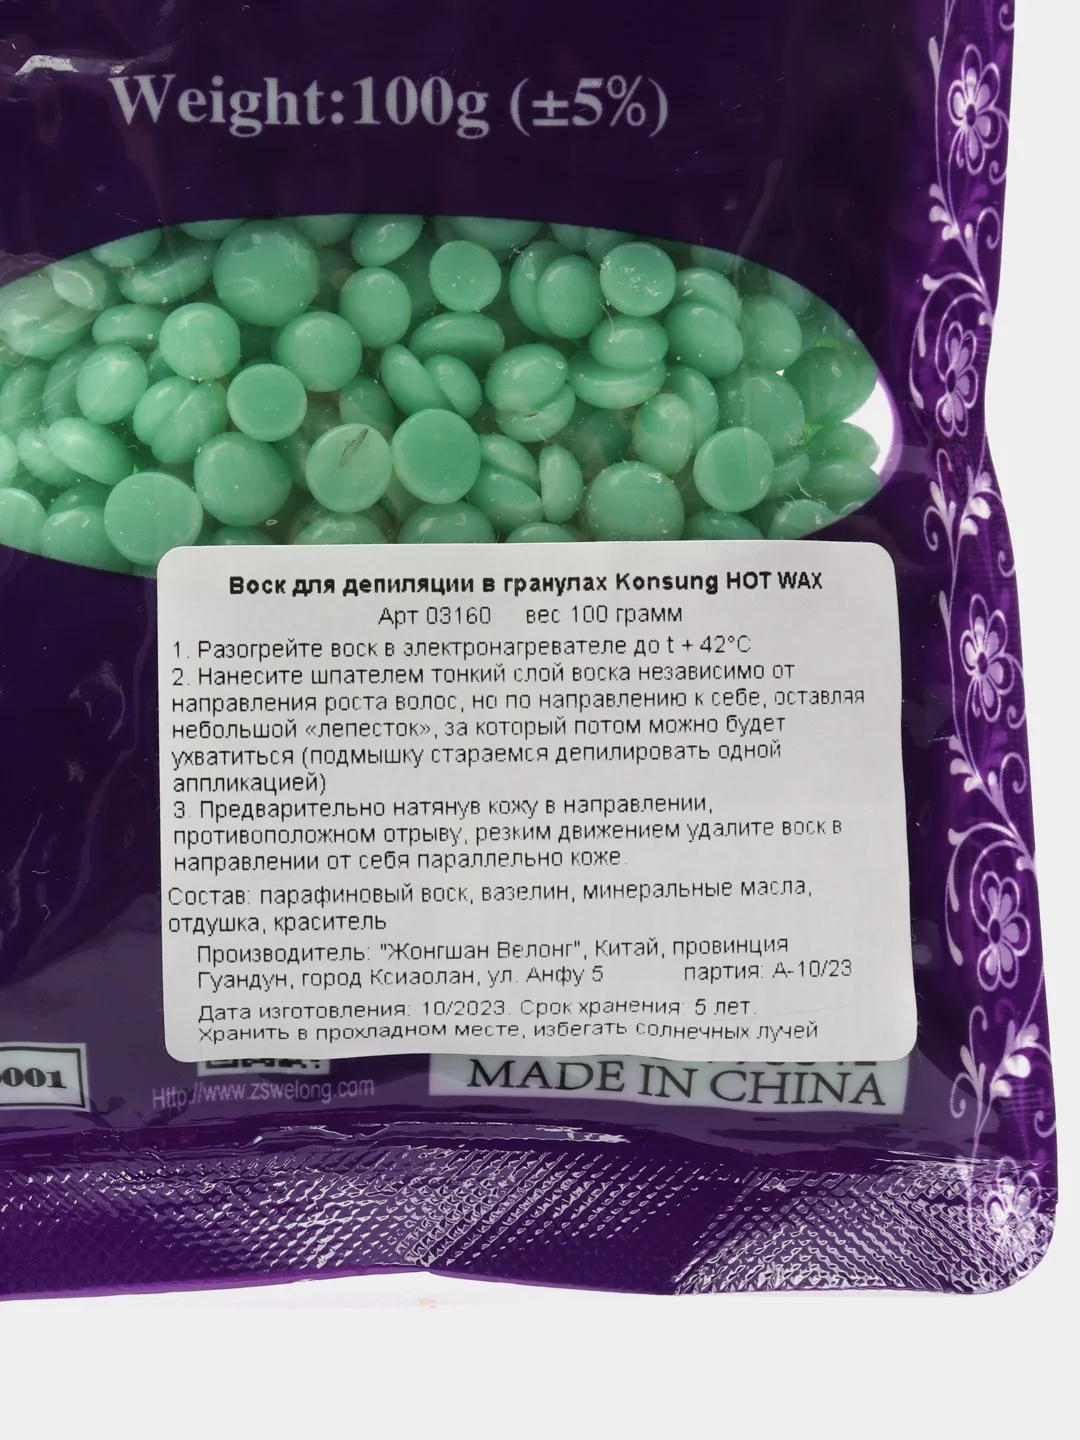 Weight:100g (±5%)
Воск для депиляции в гранулах Konsung HOT WAX
Арт 03160 вес 100 грамм
1. Разогрейте воск в электронагревателе до t + 42°C
2. Нанесите шпателем тонкий слой воска независимо от
направления роста волос, но по направлению к себе, оставляя
небольшой «лепесток», за который потом можно будет
ухватиться (подмышку стараемся депилировать одной
аппликацией)
3. Предварительно натянув кожу в направлении,
противоположном отрыву, резким движением удалите воск в
направлении от себя параллельно коже.
Состав: парафиновый воск, вазелин, минеральные масла,
отдушка, краситель
Производитель: "Жонгшан Велонг", Китай, провинция
Гуандун, город Ксиаолан, ул. Анфу 5 партия: А-10/23
Дата изготовления: 10/2023. Срок хранения: 5 лет.
Хранить в прохладном месте, избегать солнечных лучей
001
Http://www.zswelong.com
MADE IN CHINA